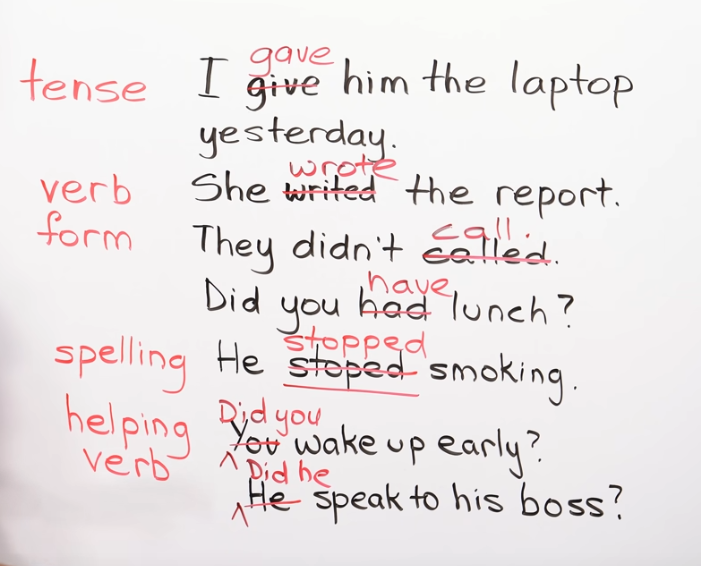 gave
tense I give him the laptop
yesterday.
wrote
verb She writed the report.
call.
form They didn't called.
have
Did you had lunch?
stopped
spelling He stoped smoking.
Did you
helping You wake up early?
verb Did he
He speak to his boss?